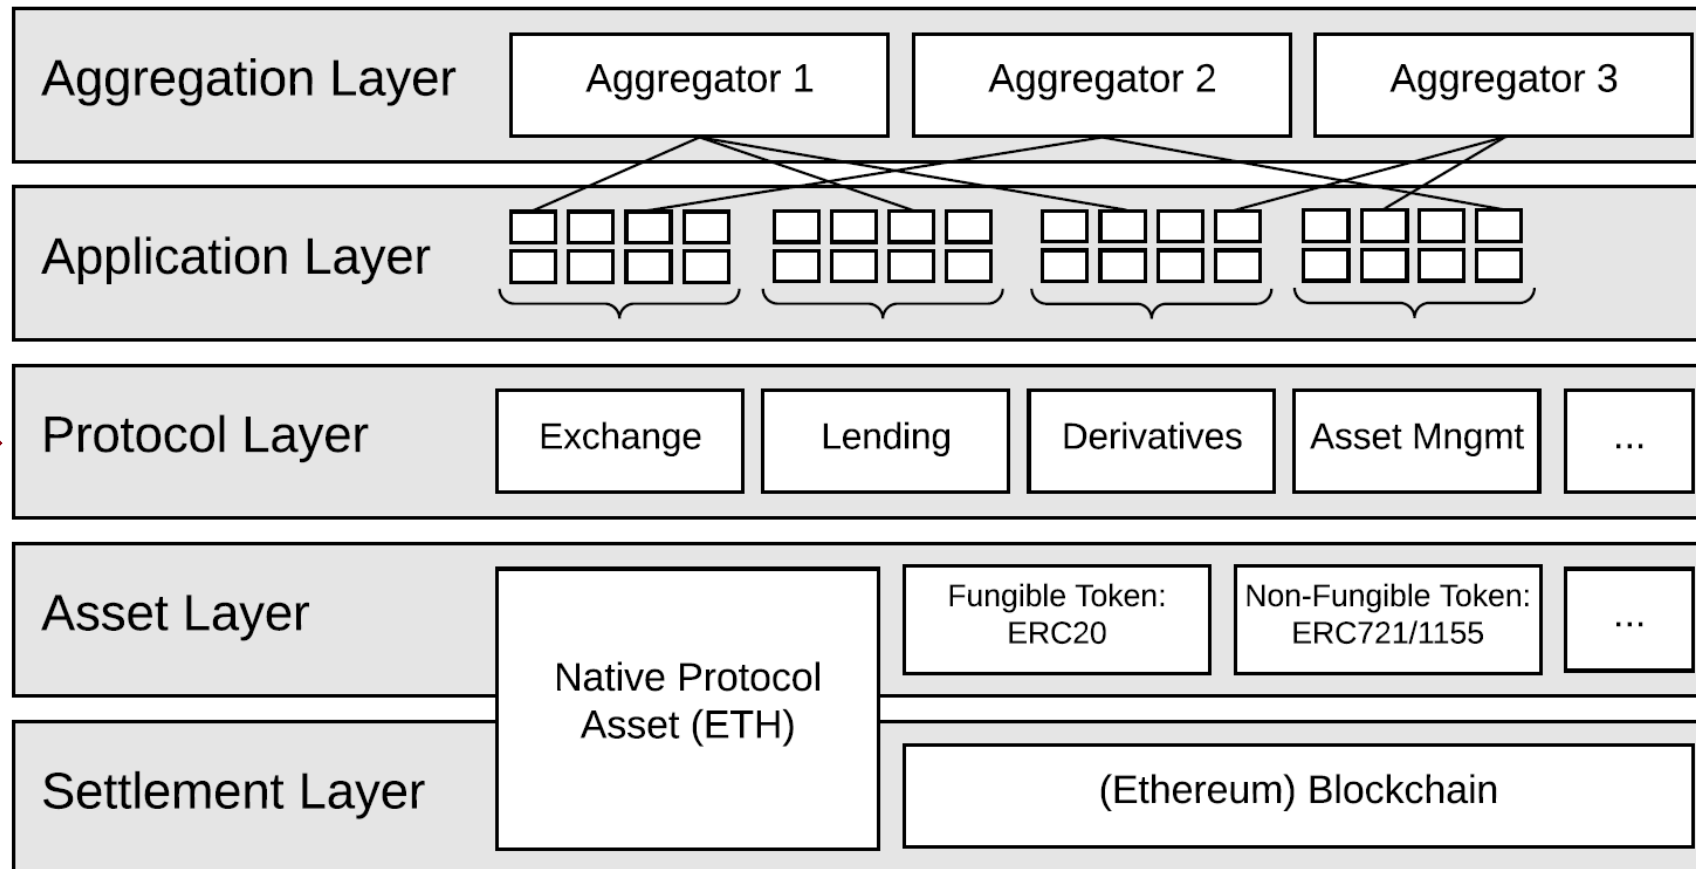 Aggregation Layer
Aggregator 1
Aggregator 2
Aggregator 3
Application Layer
Protocol Layer
Exchange
Lending
Derivatives
Asset Mngmt
...
Asset Layer
Native Protocol
Asset (ETH)
Fungible Token:
ERC20
Non-Fungible Token:
ERC721/1155
...
Settlement Layer
(Ethereum) Blockchain